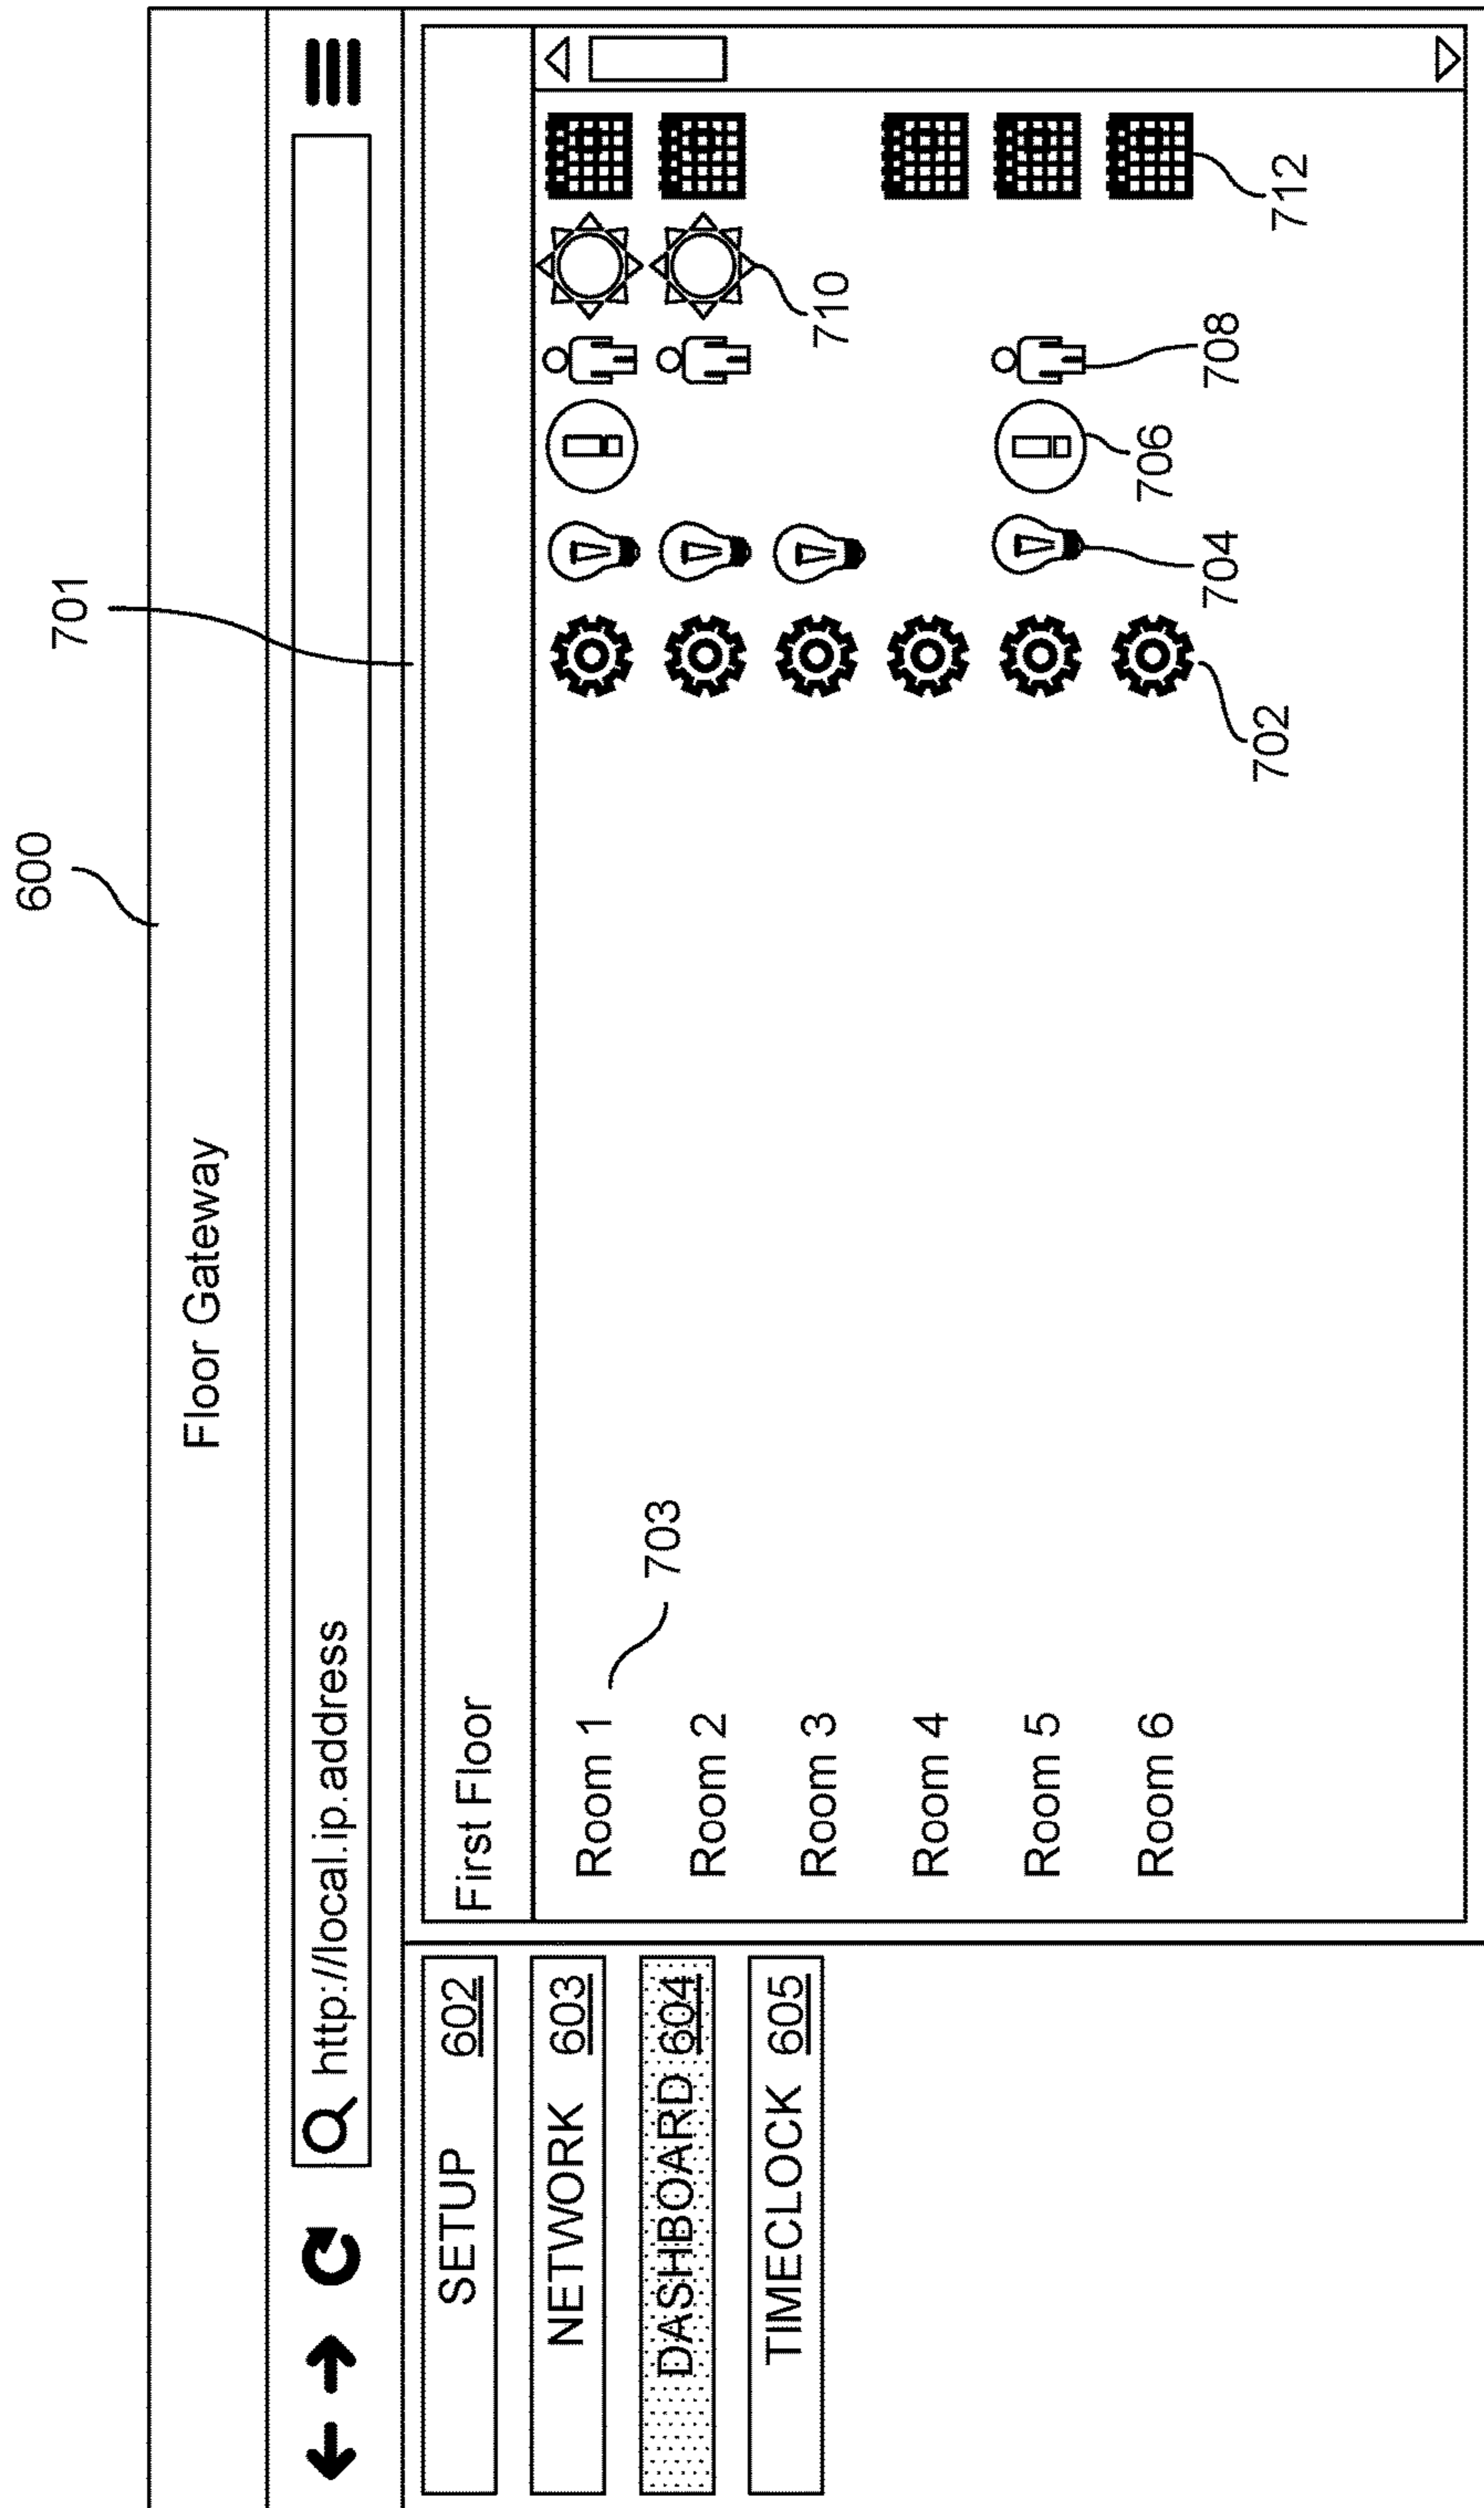 600
701
Floor Gateway
http://local.ip.address
SETUP 602
NETWORK 603
DASHBOARD 604
TIMECLOCK 605
First Floor
Room 1
703
Room 2
Room 3
Room 4
Room 5
Room 6
702
704
706
708
710
712